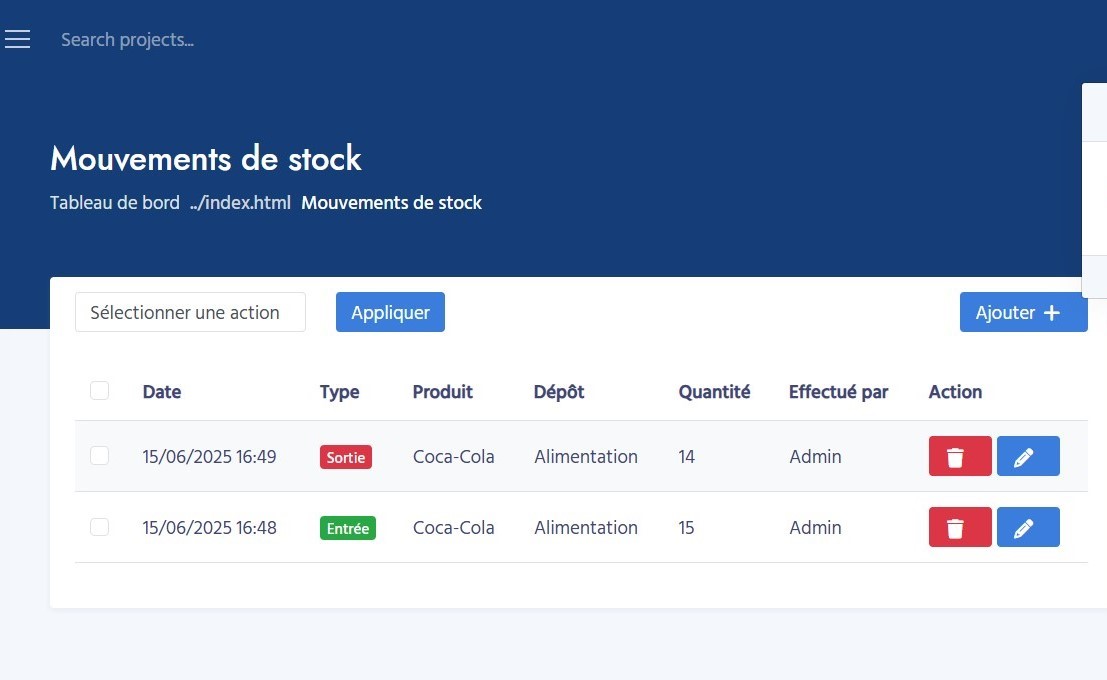 Search projects...
Mouvements de stock
Tableau de bord ../index.html Mouvements de stock
Sélectionner une action Appliquer Ajouter +
Date Type Produit Dépôt Quantité Effectué par Action
15/06/2025 16:49 Sortie Coca-Cola Alimentation 14 Admin
15/06/2025 16:48 Entrée Coca-Cola Alimentation 15 Admin